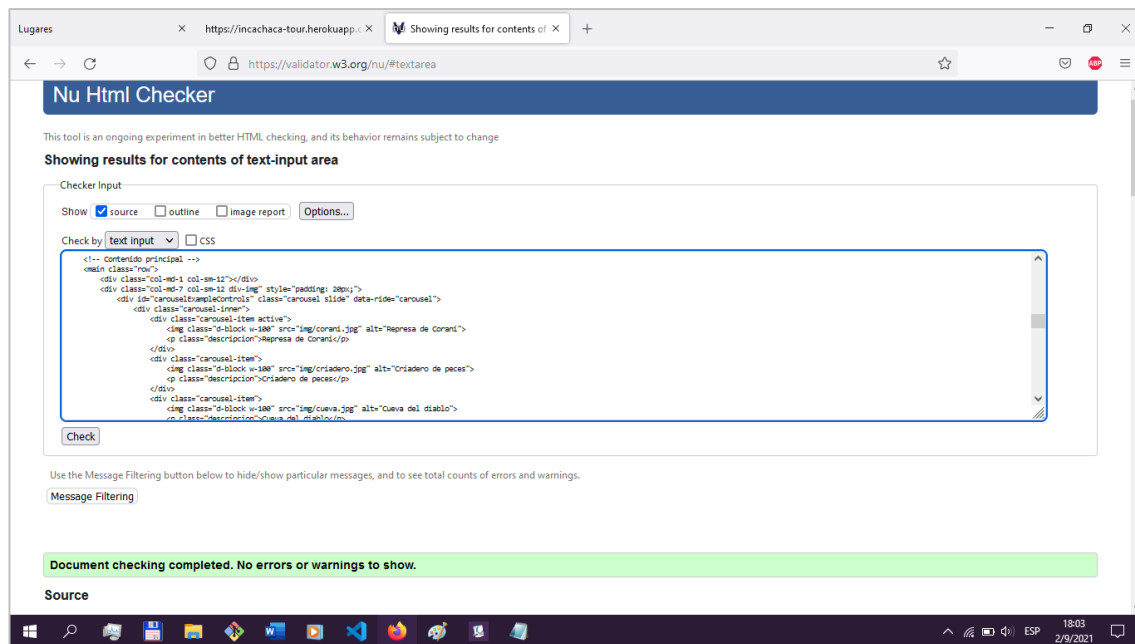 Lugares
https://incachaca-tour.herokuapp.c
Showing results for contents of
https://validator.w3.org/nu/#textarea
ABP
Nu Html Checker
This tool is an ongoing experiment in better HTML checking, and its behavior remains subject to change
Showing results for contents of text-input area
Checker Input
Show source outline image report Options...
Check by text input CSS
<!-- Contenido principal -->
<main class="row">
<div class="col-md-1 col-sm-12"></div>
<div class="col-md-7 col-sm-12 div-img" style="padding: 20px;">
<div id="carouselExampleControls" class="carousel slide" data-ride="carousel">
<div class="carousel-inner">
<div class="carousel-item active">
<img class="d-block w-100" src="img/corani.jpg" alt="Represa de Corani">
<p class="descripcion">Represa de Corani</p>
</div>
<div class="carousel-item">
<img class="d-block w-100" src="img/criadero.jpg" alt="Criadero de peces">
<p class="descripcion">Criadero de peces</p>
</div>
<div class="carousel-item">
<img class="d-block w-100" src="img/cueva.jpg" alt="Cueva del diablo">
<p class="descripcion">Cueva del diablo</p>
Check
Use the Message Filtering button below to hide/show particular messages, and to see total counts of errors and warnings.
Message Filtering
Document checking completed. No errors or warnings to show.
Source
ESP
18:03
2/9/2021